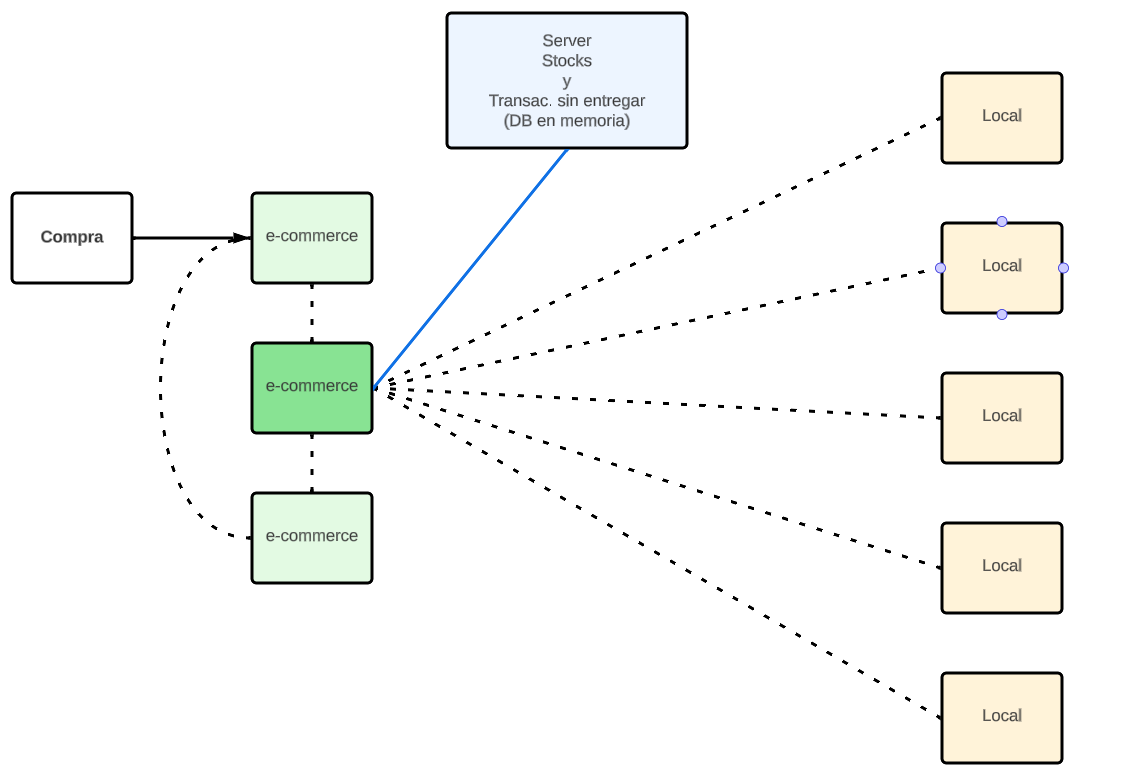 Server
Stocks
y
Transac. sin entregar
(DB en memoria)
Local
Compra
e-commerce
Local
e-commerce
Local
e-commerce
Local
Local